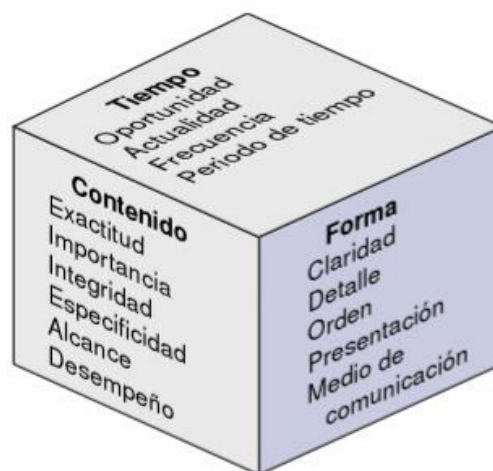 Tiempo
Oportunidad
Actualidad
Frecuencia
Periodo de tiempo
Contenido
Exactitud
Importancia
Integridad
Especificidad
Alcance
Desempeño
Forma
Claridad
Detalle
Orden
Presentación
Medio de
comunicación